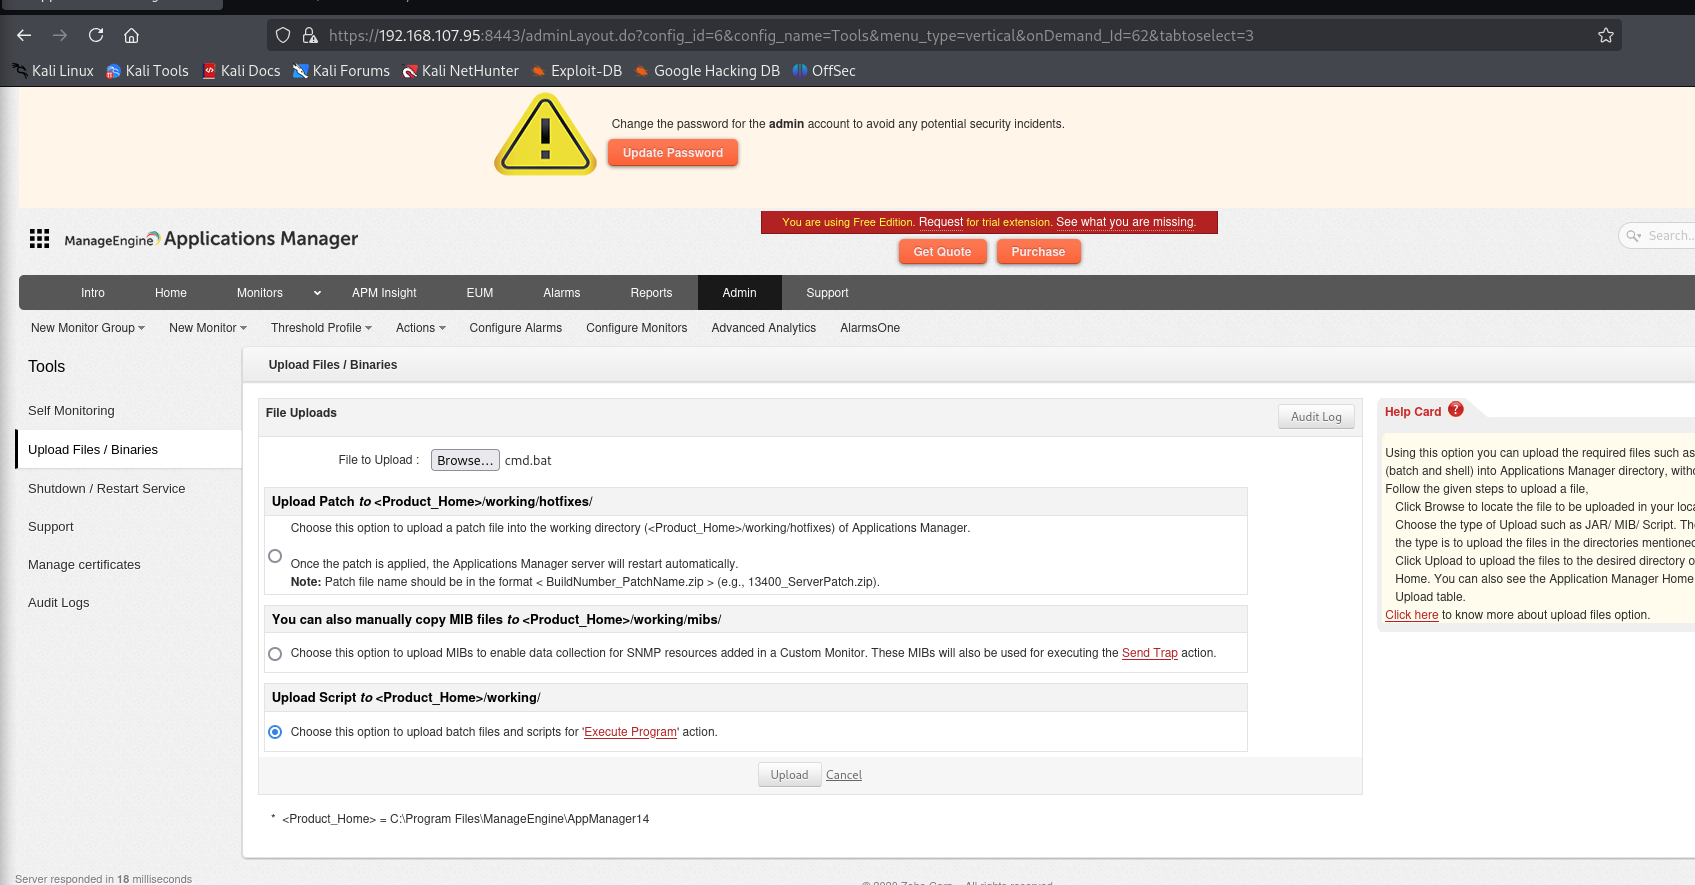 https://192.168.107.95:8443/adminLayout.do?config_id=6&config_name=Tools&menu_type=vertical&onDemand_Id=62&tabtoselect=3
Kali Linux Kali Tools Kali Docs Kali Forums Kali NetHunter Exploit-DB Google Hacking DB OffSec
Change the password for the admin account to avoid any potential security incidents.
Update Password
You are using Free Edition. Request for trial extension. See what you are missing.
ManageEngine Applications Manager
Search..
Get Quote Purchase
Intro Home Monitors APM Insight EUM Alarms Reports Admin Support
New Monitor Group New Monitor Threshold Profile Actions Configure Alarms Configure Monitors Advanced Analytics AlarmsOne
Tools
Self Monitoring
Upload Files / Binaries
Shutdown / Restart Service
Support
Manage certificates
Audit Logs
Upload Files / Binaries
File Uploads
Audit Log
File to Upload : Browse... cmd.bat
Upload Patch to <Product_Home>/working/hotfixes/
Choose this option to upload a patch file into the working directory (<Product_Home>/working/hotfixes) of Applications Manager.
Once the patch is applied, the Applications Manager server will restart automatically.
Note: Patch file name should be in the format < BuildNumber_PatchName.zip > (e.g., 13400_ServerPatch.zip).
You can also manually copy MIB files to <Product_Home>/working/mibs/
Choose this option to upload MIBs to enable data collection for SNMP resources added in a Custom Monitor. These MIBs will also be used for executing the Send Trap action.
Upload Script to <Product_Home>/working/
Choose this option to upload batch files and scripts for 'Execute Program' action.
Upload Cancel
* <Product_Home> = C:\Program Files\ManageEngine\AppManager14
Help Card ?
Using this option you can upload the required files such as
(batch and shell) into Applications Manager directory,
Follow the given steps to upload a file,
Click Browse to locate the file to be uploaded in your
Choose the type of Upload such as JAR/ MIB/ Script.
the type is to upload the files in the directories mentioned
Click Upload to upload the files to the desired directory
Home. You can also see the Application Manager Home
Upload table.
Click here to know more about upload files option.
Server responded in 18 milliseconds